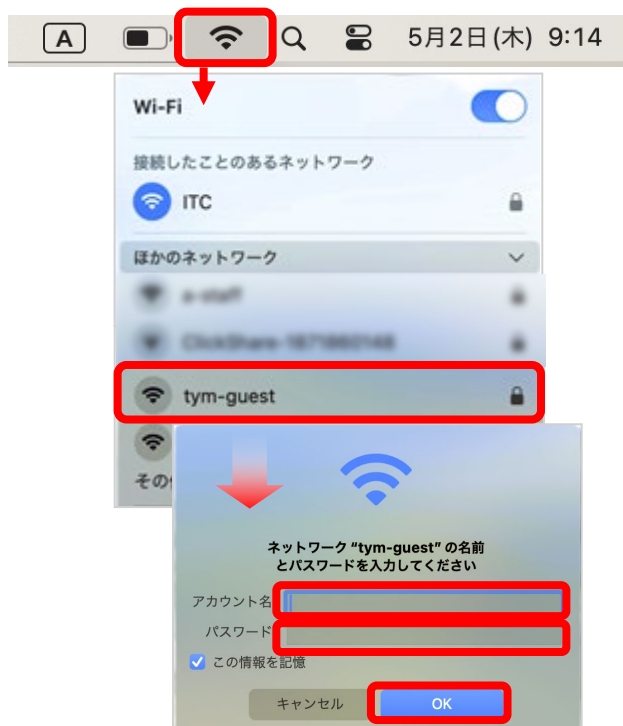 A
5月2日(木) 9:14
Wi-Fi
接続したことのあるネットワーク
ITC
ほかのネットワーク
tym-guest
ネットワーク “tym-guest” の名前
とパスワードを入力してください
アカウント名
パスワード
この情報を記憶
キャンセル
OK